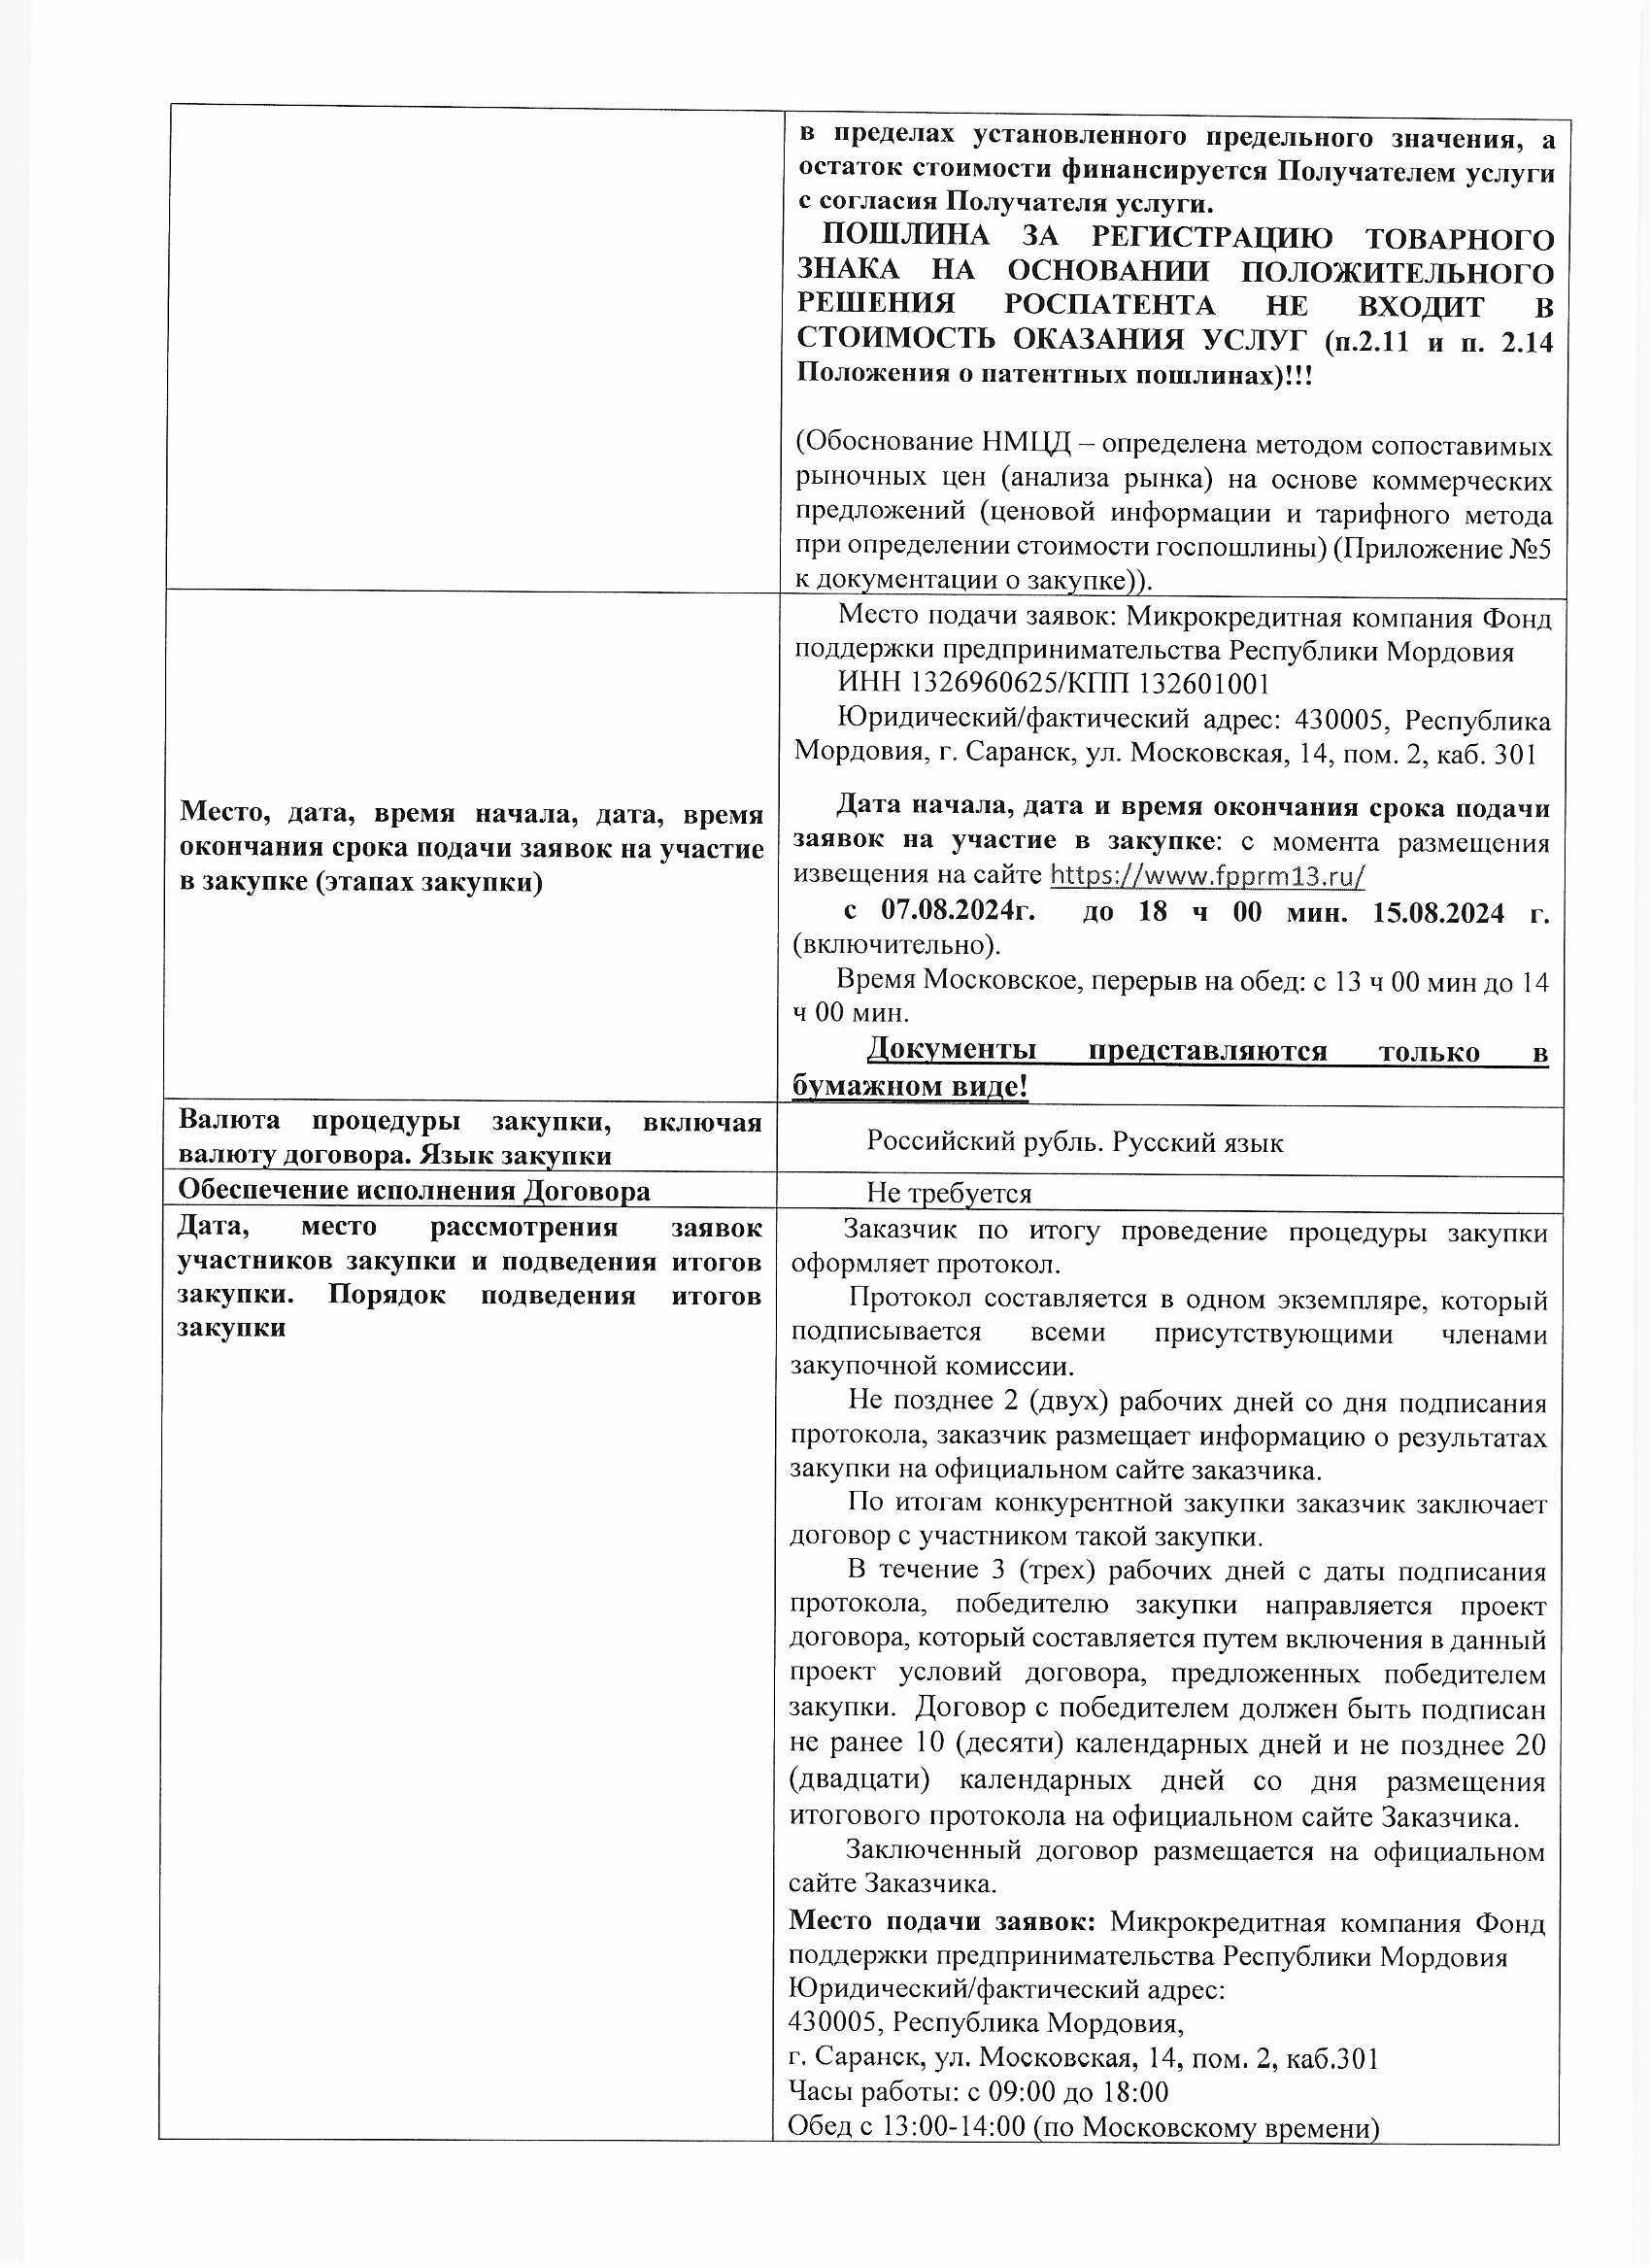 в пределах установленного предельного значения, а
остаток стоимости финансируется Получателем услуги
с согласия Получателя услуги.
ПОШЛИНА ЗА РЕГИСТРАЦИЮ ТОВАРНОГО
ЗНАКА НА ОСНОВАНИИ ПОЛОЖИТЕЛЬНОГО
РЕШЕНИЯ РОСПАТЕНТА НЕ ВХОДИТ В
СТОИМОСТЬ ОКАЗАНИЯ УСЛУГ (п.2.11 и п. 2.14
Положения о патентных пошлинах)!!!
(Обоснование НМЦД – определена методом сопоставимых
рыночных цен (анализа рынка) на основе коммерческих
предложений (ценовой информации и тарифного метода
при определении стоимости госпошлины) (Приложение №5
к документации о закупке)).
Место, дата, время начала, дата, время
окончания срока подачи заявок на участие
в закупке (этапах закупки)
Место подачи заявок: Микрокредитная компания Фонд
поддержки предпринимательства Республики Мордовия
ИНН 1326960625/КПП 132601001
Юридический/фактический адрес: 430005, Республика
Мордовия, г. Саранск, ул. Московская, 14, пом. 2, каб. 301
Дата начала, дата и время окончания срока подачи
заявок на участие в закупке: с момента размещения
извещения на сайте https://www.fpprm13.ru/
с 07.08.2024г. до 18 ч 00 мин. 15.08.2024 г.
(включительно).
Время Московское, перерыв на обед: с 13 ч 00 мин до 14
ч 00 мин.
Документы представляются только в
бумажном виде!
Валюта процедуры закупки, включая
валюту договора. Язык закупки
Российский рубль. Русский язык
Обеспечение исполнения Договора
Не требуется
Дата, место рассмотрения заявок
участников закупки и подведения итогов
закупки. Порядок подведения итогов
закупки
Заказчик по итогу проведение процедуры закупки
оформляет протокол.
Протокол составляется в одном экземпляре, который
подписывается всеми присутствующими членами
закупочной комиссии.
Не позднее 2 (двух) рабочих дней со дня подписания
протокола, заказчик размещает информацию о результатах
закупки на официальном сайте заказчика.
По итогам конкурентной закупки заказчик заключает
договор с участником такой закупки.
В течение 3 (трех) рабочих дней с даты подписания
протокола, победителю закупки направляется проект
договора, который составляется путем включения в данный
проект условий договора, предложенных победителем
закупки. Договор с победителем должен быть подписан
не ранее 10 (десяти) календарных дней и не позднее 20
(двадцати) календарных дней со дня размещения
итогового протокола на официальном сайте Заказчика.
Заключенный договор размещается на официальном
сайте Заказчика.
Место подачи заявок: Микрокредитная компания Фонд
поддержки предпринимательства Республики Мордовия
Юридический/фактический адрес:
430005, Республика Мордовия,
г. Саранск, ул. Московская, 14, пом. 2, каб.301
Часы работы: с 09:00 до 18:00
Обед с 13:00-14:00 (по Московскому времени)